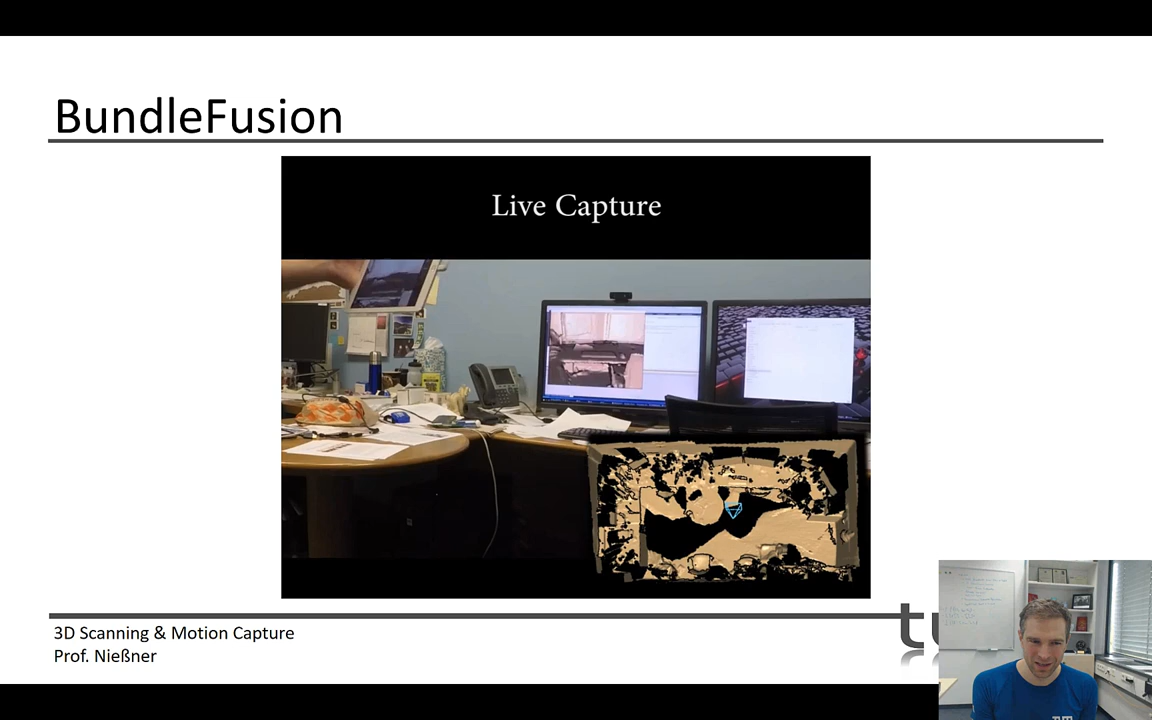 BundleFusion
Live Capture
3D Scanning & Motion Capture
Prof. Nießner